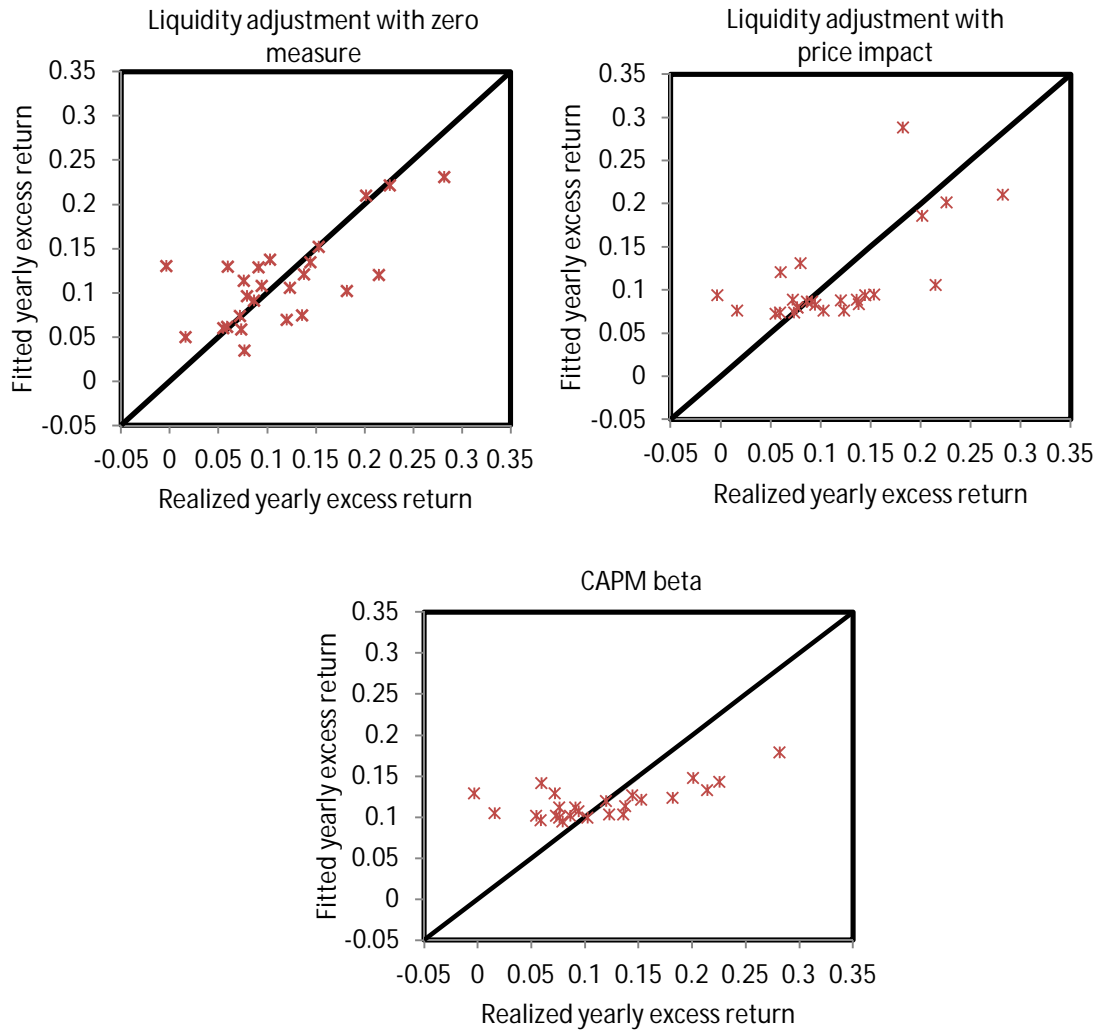 Liquidity adjustment with zero
measure
0.35
0.3
0.25
0.2
0.15
0.1
0.05
0
-0.05
Fitted yearly excess return
-0.05 0 0.05 0.1 0.15 0.2 0.25 0.3 0.35
Realized yearly excess return
Liquidity adjustment with
price impact
0.35
0.3
0.25
0.2
0.15
0.1
0.05
0
-0.05
Fitted yearly excess return
-0.05 0 0.05 0.1 0.15 0.2 0.25 0.3 0.35
Realized yearly excess return
CAPM beta
0.35
0.3
0.25
0.2
0.15
0.1
0.05
0
-0.05
Fitted yearly excess return
-0.05 0 0.05 0.1 0.15 0.2 0.25 0.3 0.35
Realized yearly excess return